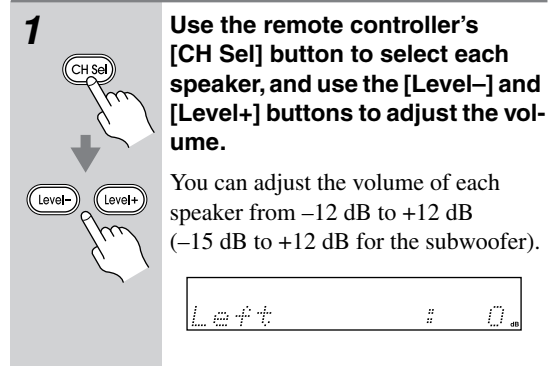 1
CH Sel
Level–
Level+
Use the remote controller's
[CH Sel] button to select each
speaker, and use the [Level–] and
[Level+] buttons to adjust the vol-
ume.
You can adjust the volume of each
speaker from –12 dB to +12 dB
(–15 dB to +12 dB for the subwoofer).
Left : 0 dB